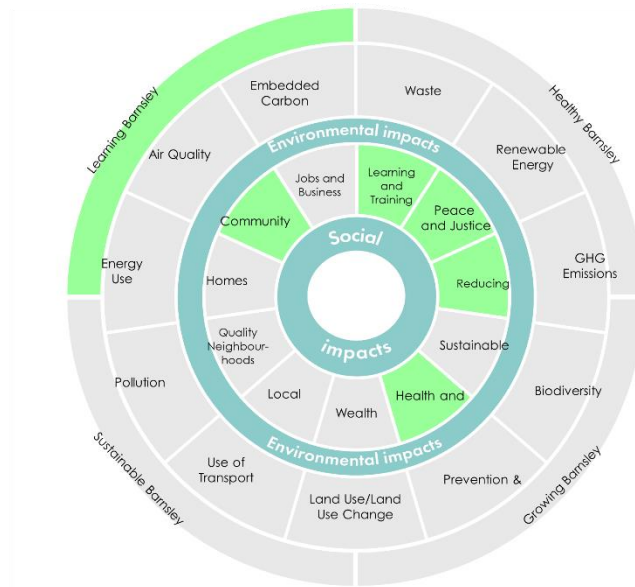 Learning Barnsley
Healthy Barnsley
Growing Barnsley
Sustainable Barnsley
Environmental impacts
Embedded
Carbon
Waste
Renewable
Energy
GHG
Emissions
Biodiversity
Prevention &
Land Use/Land
Use Change
Use of
Transport
Pollution
Energy
Use
Air Quality
Environmental impacts
Social
impacts
Jobs and
Business
Learning
and
Training
Peace
and Justice
Reducing
Sustainable
Health and
Wealth
Local
Quality
Neighbour-
hoods
Homes
Community